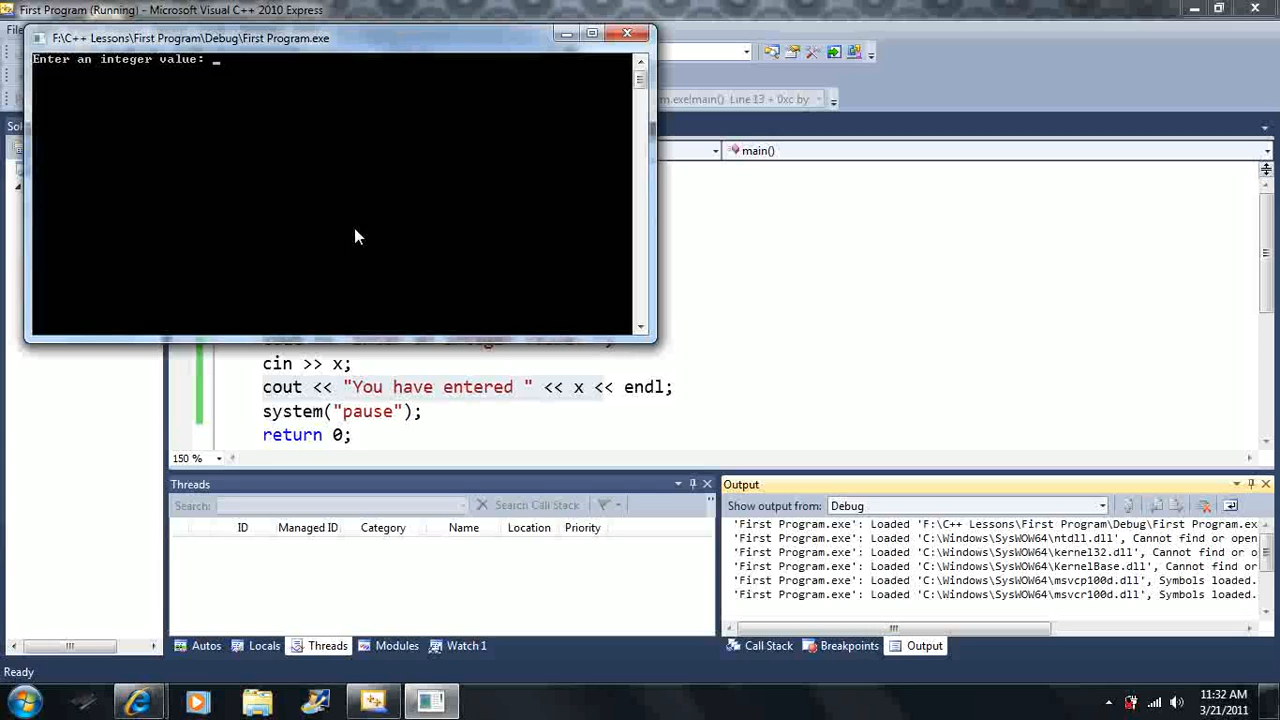 First Program (Running) - Microsoft Visual C++ 2010 Express
F:\C++ Lessons\First Program\Debug\First Program.exe
Enter an integer value: _
m.exe!main() Line 13 + 0xc by
main()
cin >> x;
cout << "You have entered " << x << endl;
system("pause");
return 0;
150 %
Threads
Search: Search Call Stack
ID Managed ID Category Name Location Priority
Autos Locals Threads Modules Watch 1
Output
Show output from: Debug
'First Program.exe': Loaded 'F:\C++ Lessons\First Program\Debug\First Program.ex
'First Program.exe': Loaded 'C:\Windows\SysWOW64\ntdll.dll', Cannot find or open
'First Program.exe': Loaded 'C:\Windows\SysWOW64\kernel32.dll', Cannot find or o
'First Program.exe': Loaded 'C:\Windows\SysWOW64\KernelBase.dll', Cannot find or
'First Program.exe': Loaded 'C:\Windows\SysWOW64\msvcp100d.dll', Symbols loaded.
'First Program.exe': Loaded 'C:\Windows\SysWOW64\msvcr100d.dll', Symbols loaded.
Call Stack Breakpoints Output
Ready
11:32 AM
3/21/2011